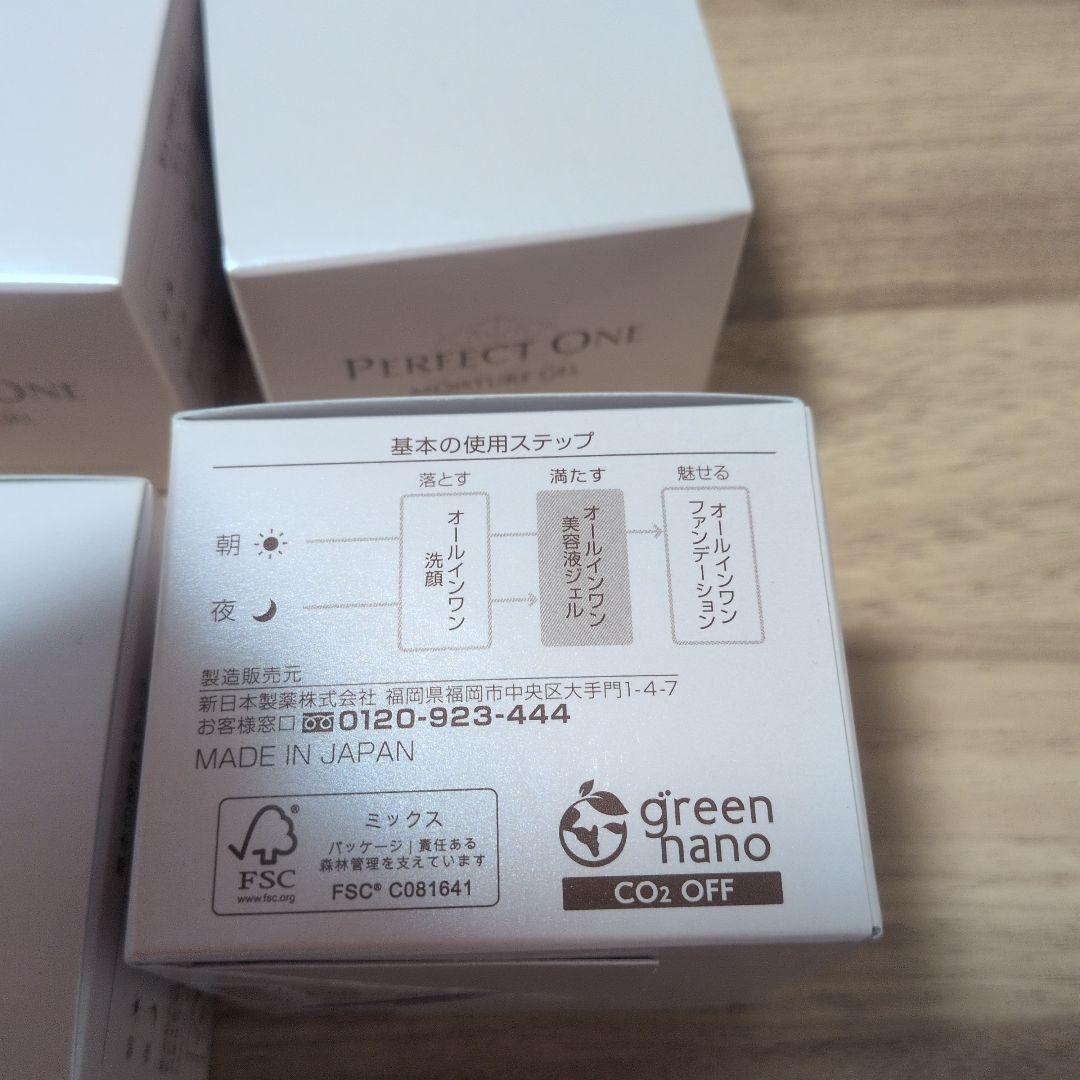 PERFECT ONE
MOISTURE GEL
ONE
基本の使用ステップ
落とす 満たす 魅せる
朝
夜
オールインワン
洗顔
オールインワン
美容液ジェル
オールインワン
ファンデーション
製造販売元
新日本製薬株式会社 福岡県福岡市中央区大手門1-4-7
お客様窓口 0120-923-444
MADE IN JAPAN
FSC®
www.fsc.org
ミックス
パッケージ | 責任ある
森林管理を支えています
FSC® C081641
green
nano
CO2 OFF